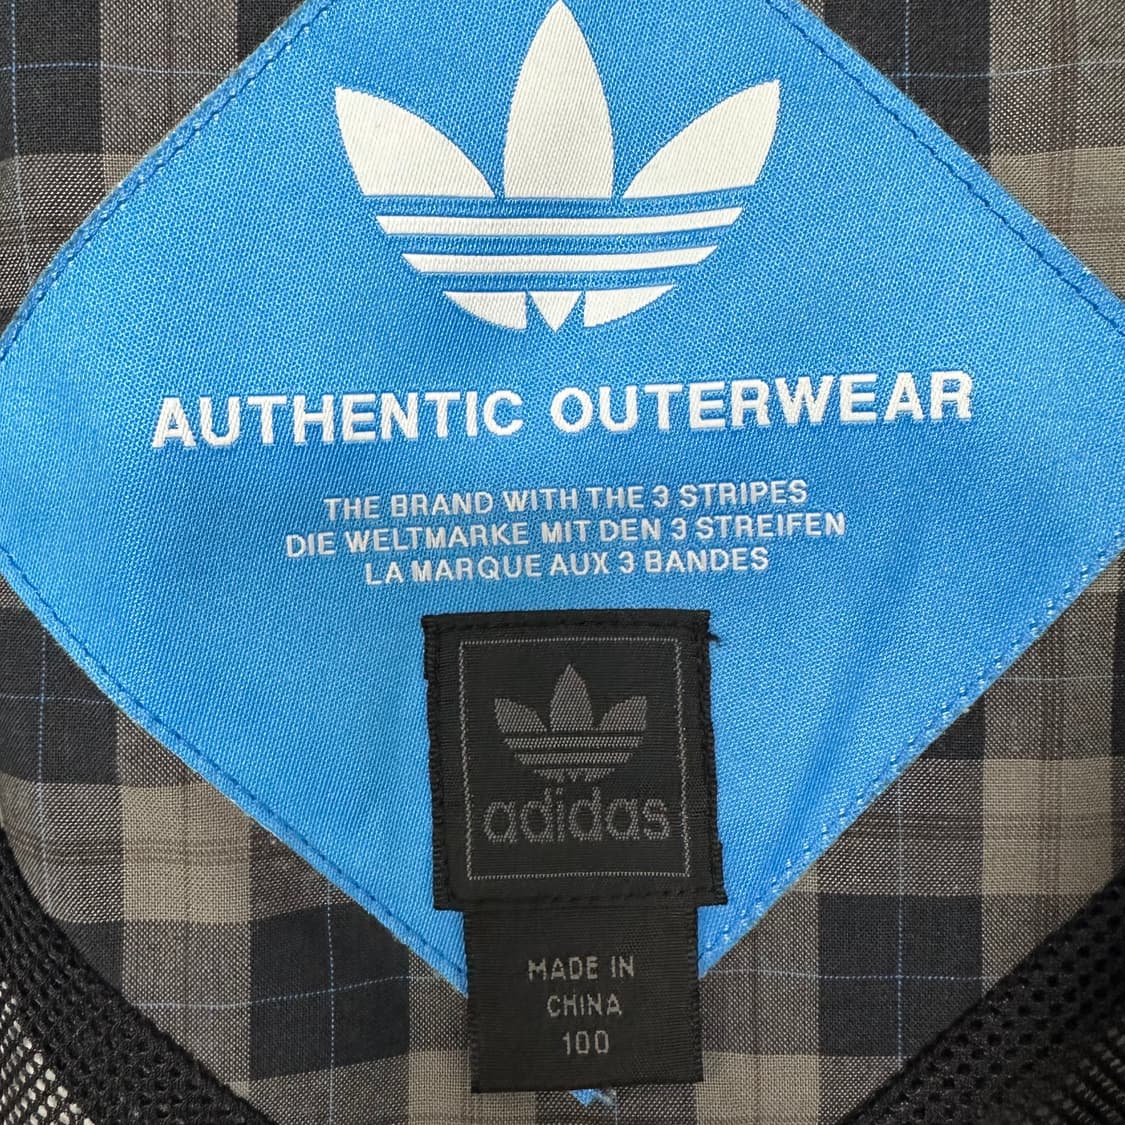 AUTHENTIC OUTERWEAR
THE BRAND WITH THE 3 STRIPES
DIE WELTMARKE MIT DEN 3 STREIFEN
LA MARQUE AUX 3 BANDES
adidas
MADE IN
CHINA
100